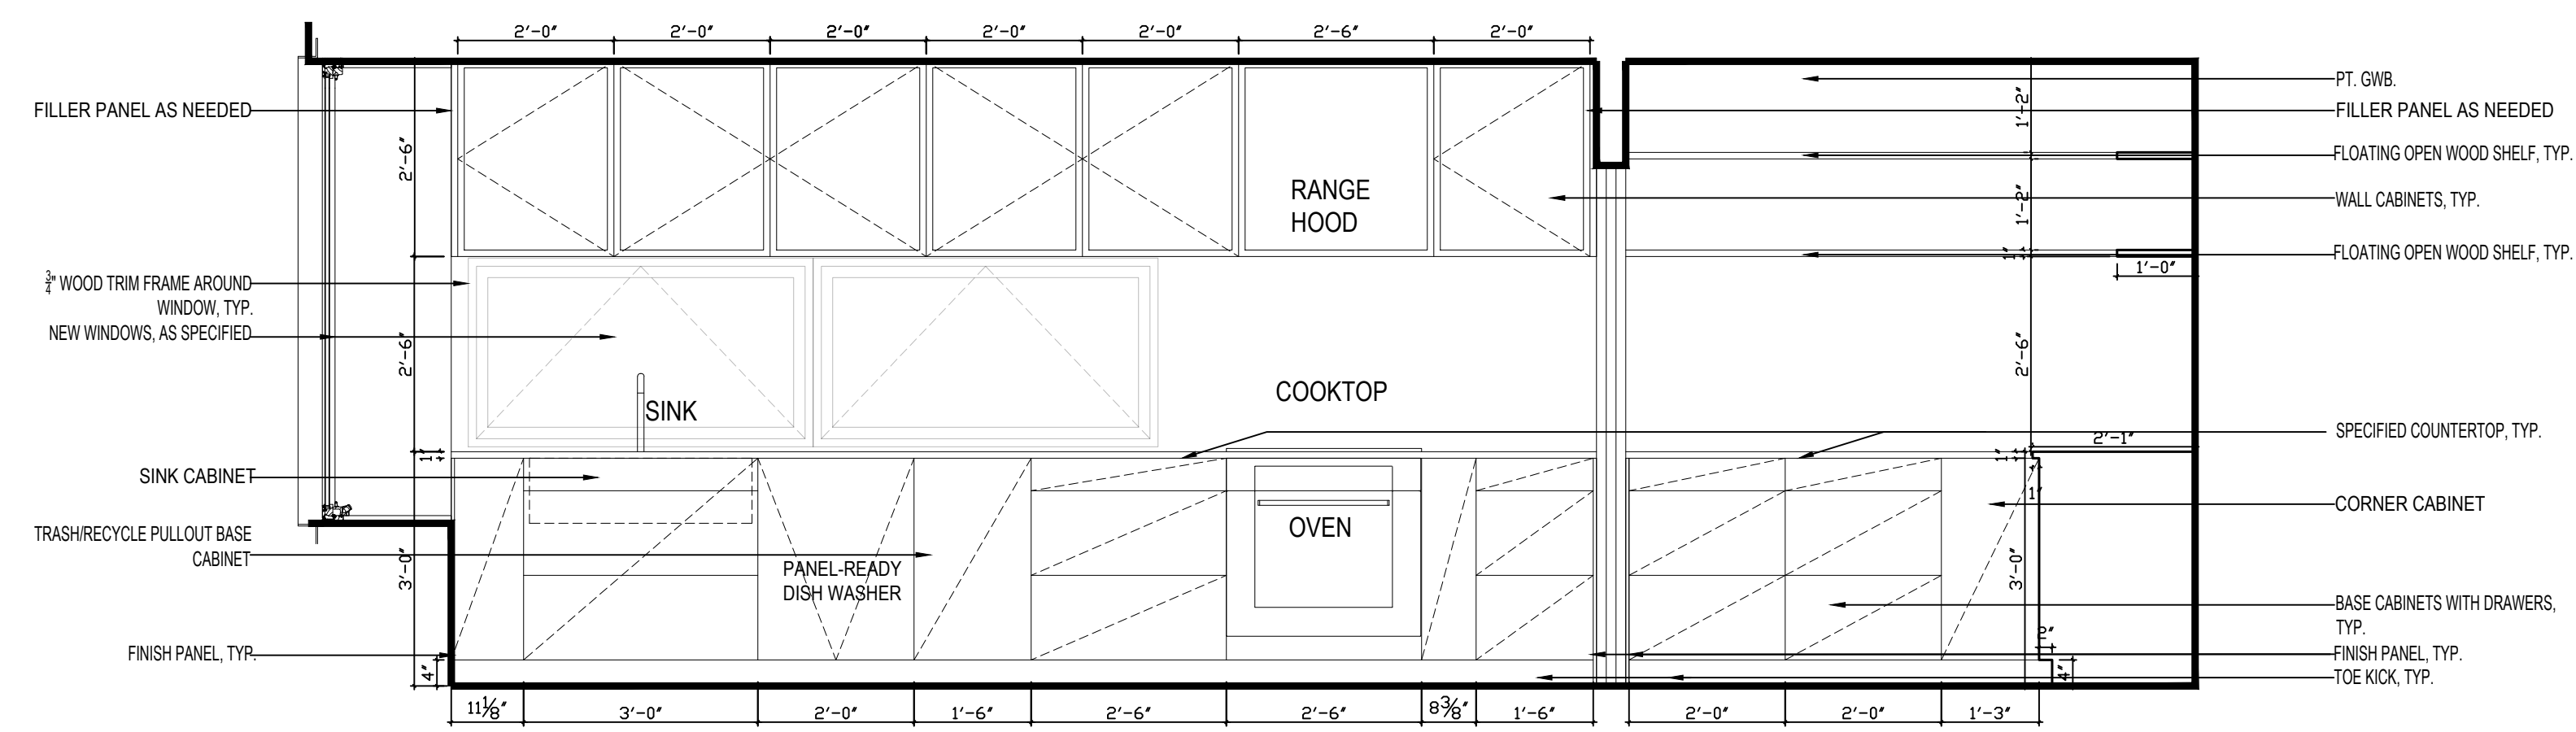 2'-0" 2'-0" 2'-0" 2'-0" 2'-0" 2'-6" 2'-0"
FILLER PANEL AS NEEDED
2'-6"
¾" WOOD TRIM FRAME AROUND
WINDOW, TYP.
NEW WINDOWS, AS SPECIFIED
2'-6"
1"
SINK CABINET
TRASH/RECYCLE PULLOUT BASE
CABINET
3'-0"
FINISH PANEL, TYP.
4"
RANGE
HOOD
SINK
COOKTOP
OVEN
PANEL-READY
DISH WASHER
1'-2"
1'-2"
1"
1'-0"
2'-6"
2'-1"
1"
1"
3'-0"
2"
4"
PT. GWB.
FILLER PANEL AS NEEDED
FLOATING OPEN WOOD SHELF, TYP.
WALL CABINETS, TYP.
FLOATING OPEN WOOD SHELF, TYP.
SPECIFIED COUNTERTOP, TYP.
CORNER CABINET
BASE CABINETS WITH DRAWERS,
TYP.
FINISH PANEL, TYP.
TOE KICK, TYP.
11⅛" 3'-0" 2'-0" 1'-6" 2'-6" 2'-6" 8⅜" 1'-6" 2'-0" 2'-0" 1'-3"